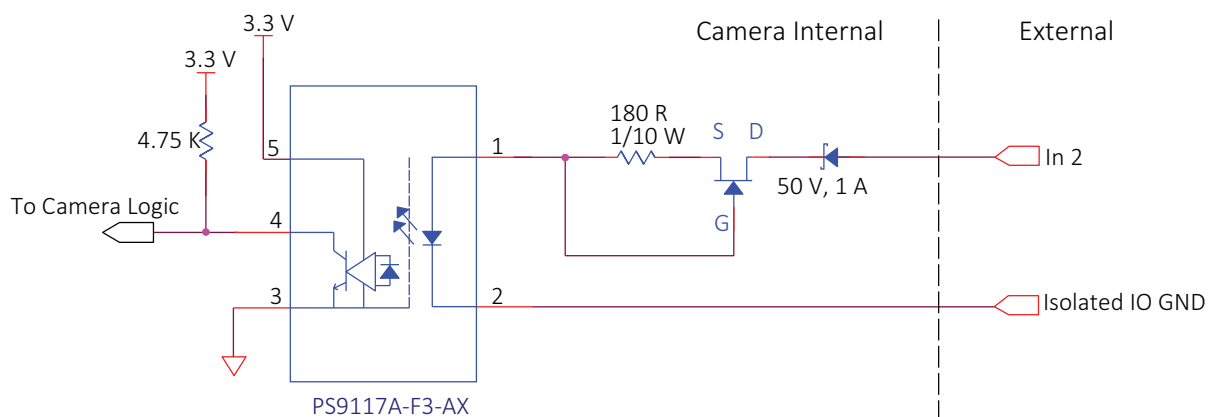 Camera Internal
External
3.3 V
3.3 V
4.75 K
180 R
1/10 W
S D
G
50 V, 1 A
In 2
5
1
To Camera Logic
4
3
2
Isolated IO GND
PS9117A-F3-AX